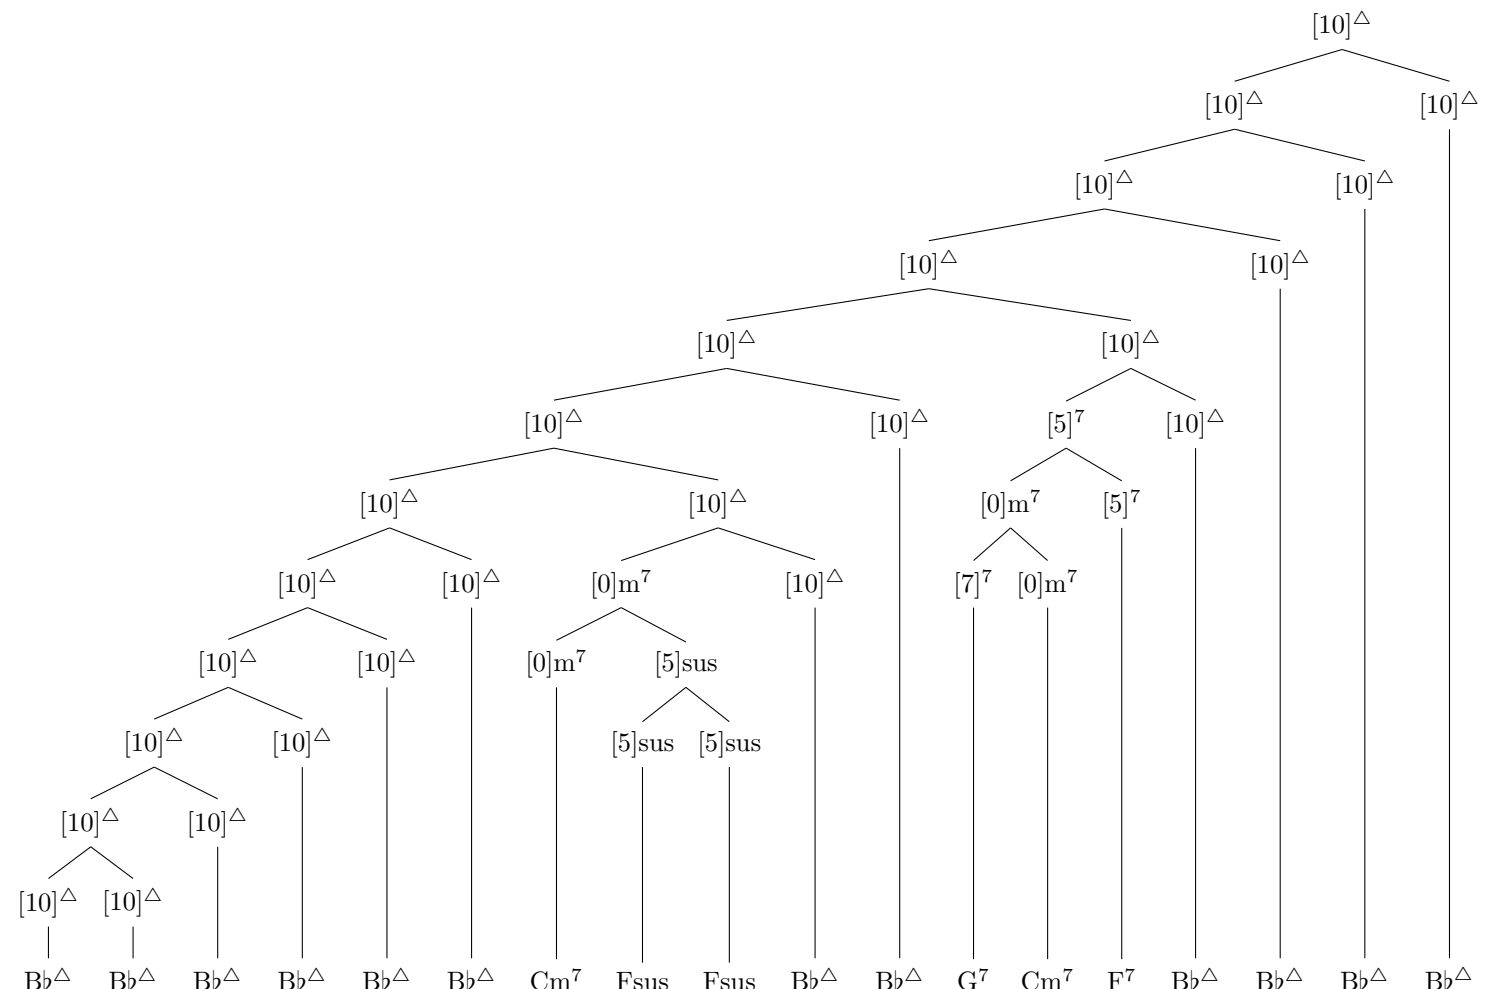 [10]△
[10]△ [10]△
[10]△ [10]△
[10]△ [10]△
[10]△ [10]△
[10]△ [10]△ [5]⁷ [10]△
[10]△ [10]△ [0]m⁷ [5]⁷
[10]△ [10]△ [0]m⁷ [10]△ [7]⁷ [0]m⁷
[10]△ [10]△ [0]m⁷ [5]sus
[10]△ [10]△ [5]sus [5]sus
[10]△ [10]△
[10]△ [10]△
B♭△ B♭△ B♭△ B♭△ B♭△ B♭△ Cm⁷ Fsus Fsus B♭△ B♭△ G⁷ Cm⁷ F⁷ B♭△ B♭△ B♭△ B♭△